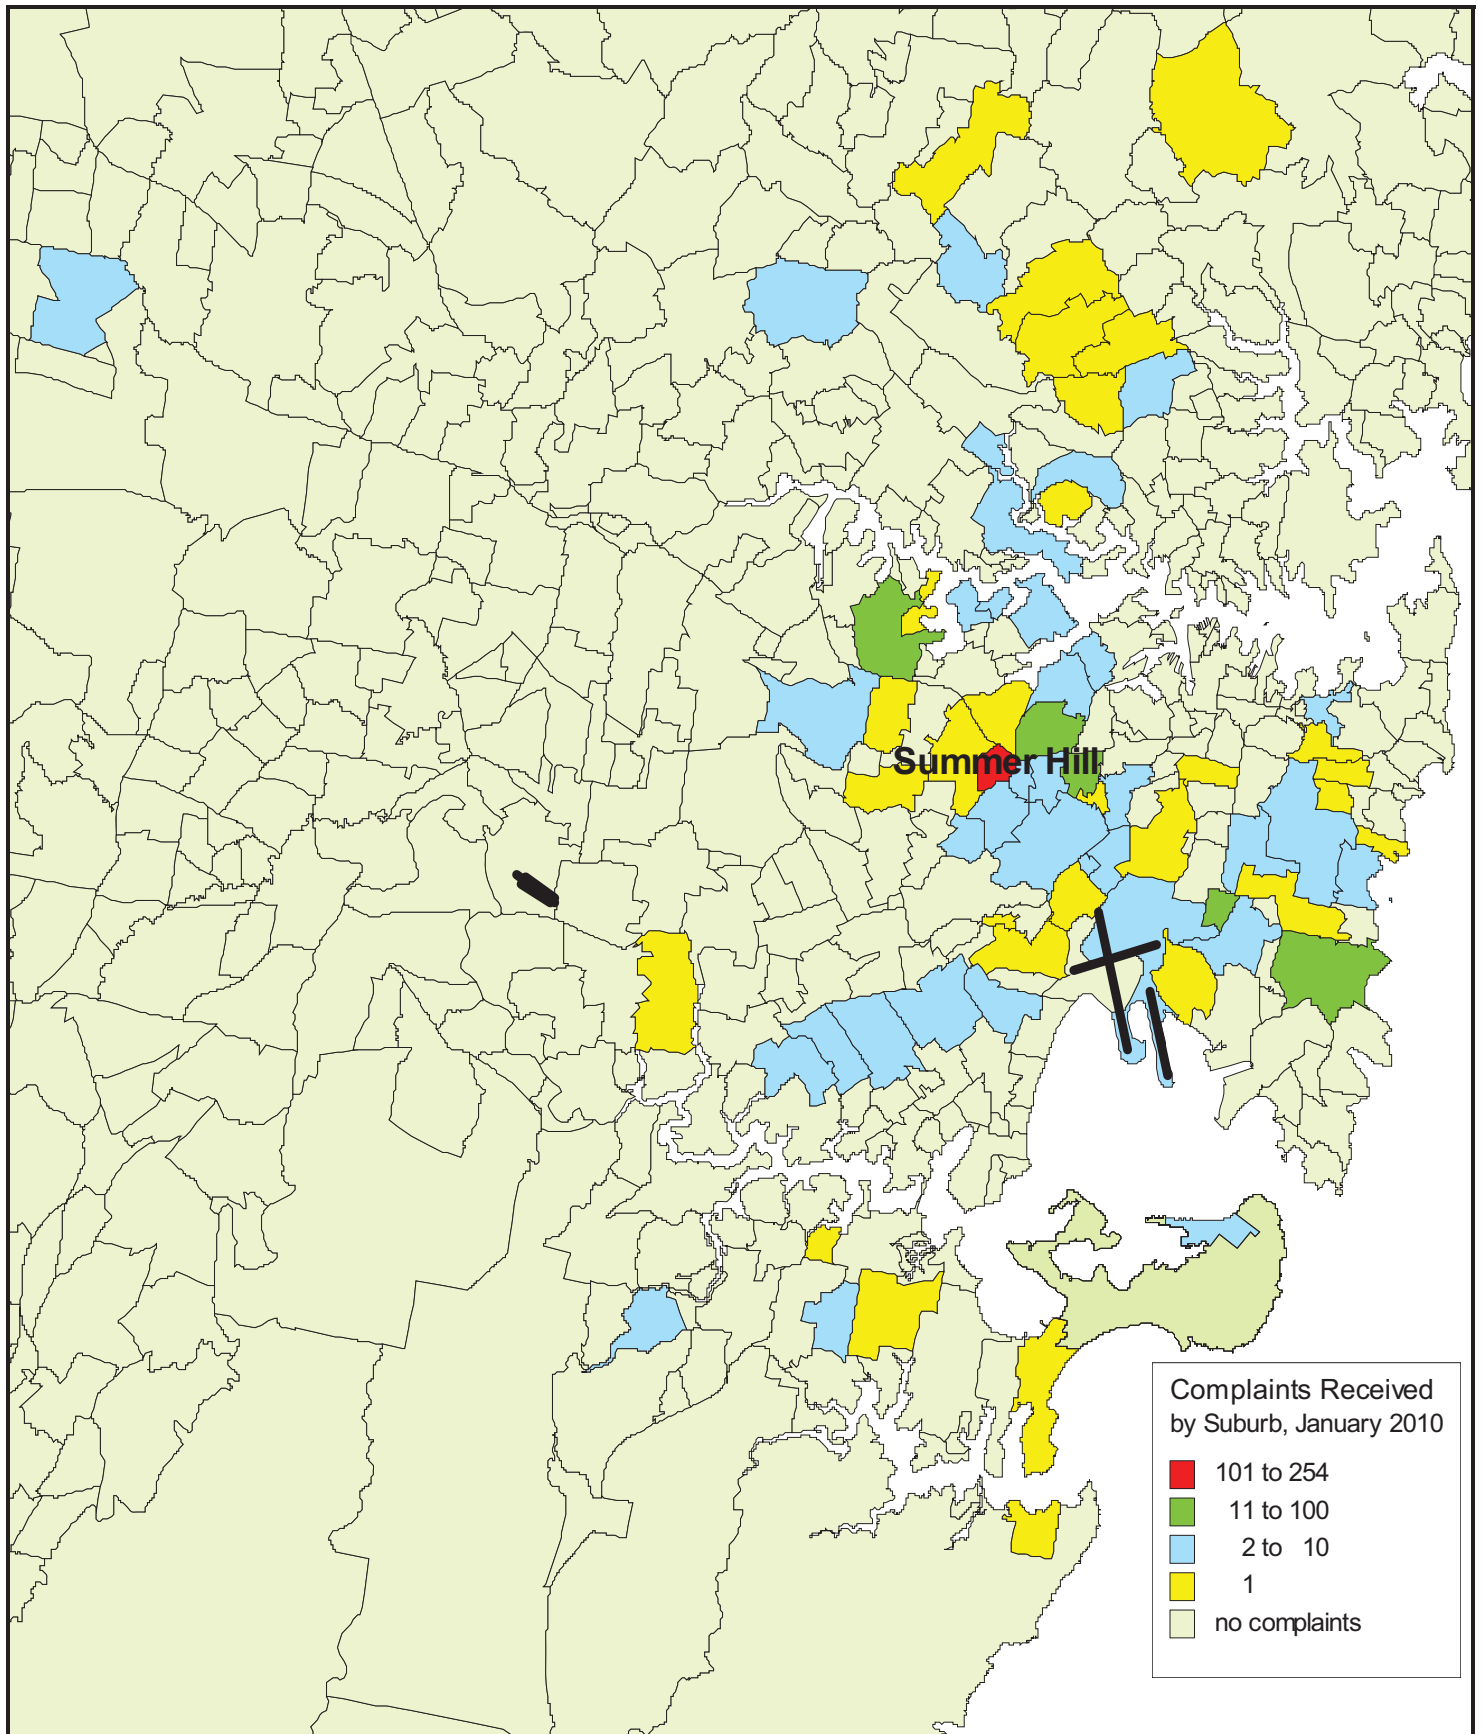 Summer Hill
Complaints Received
by Suburb, January 2010
101 to 254
11 to 100
2 to 10
1
no complaints